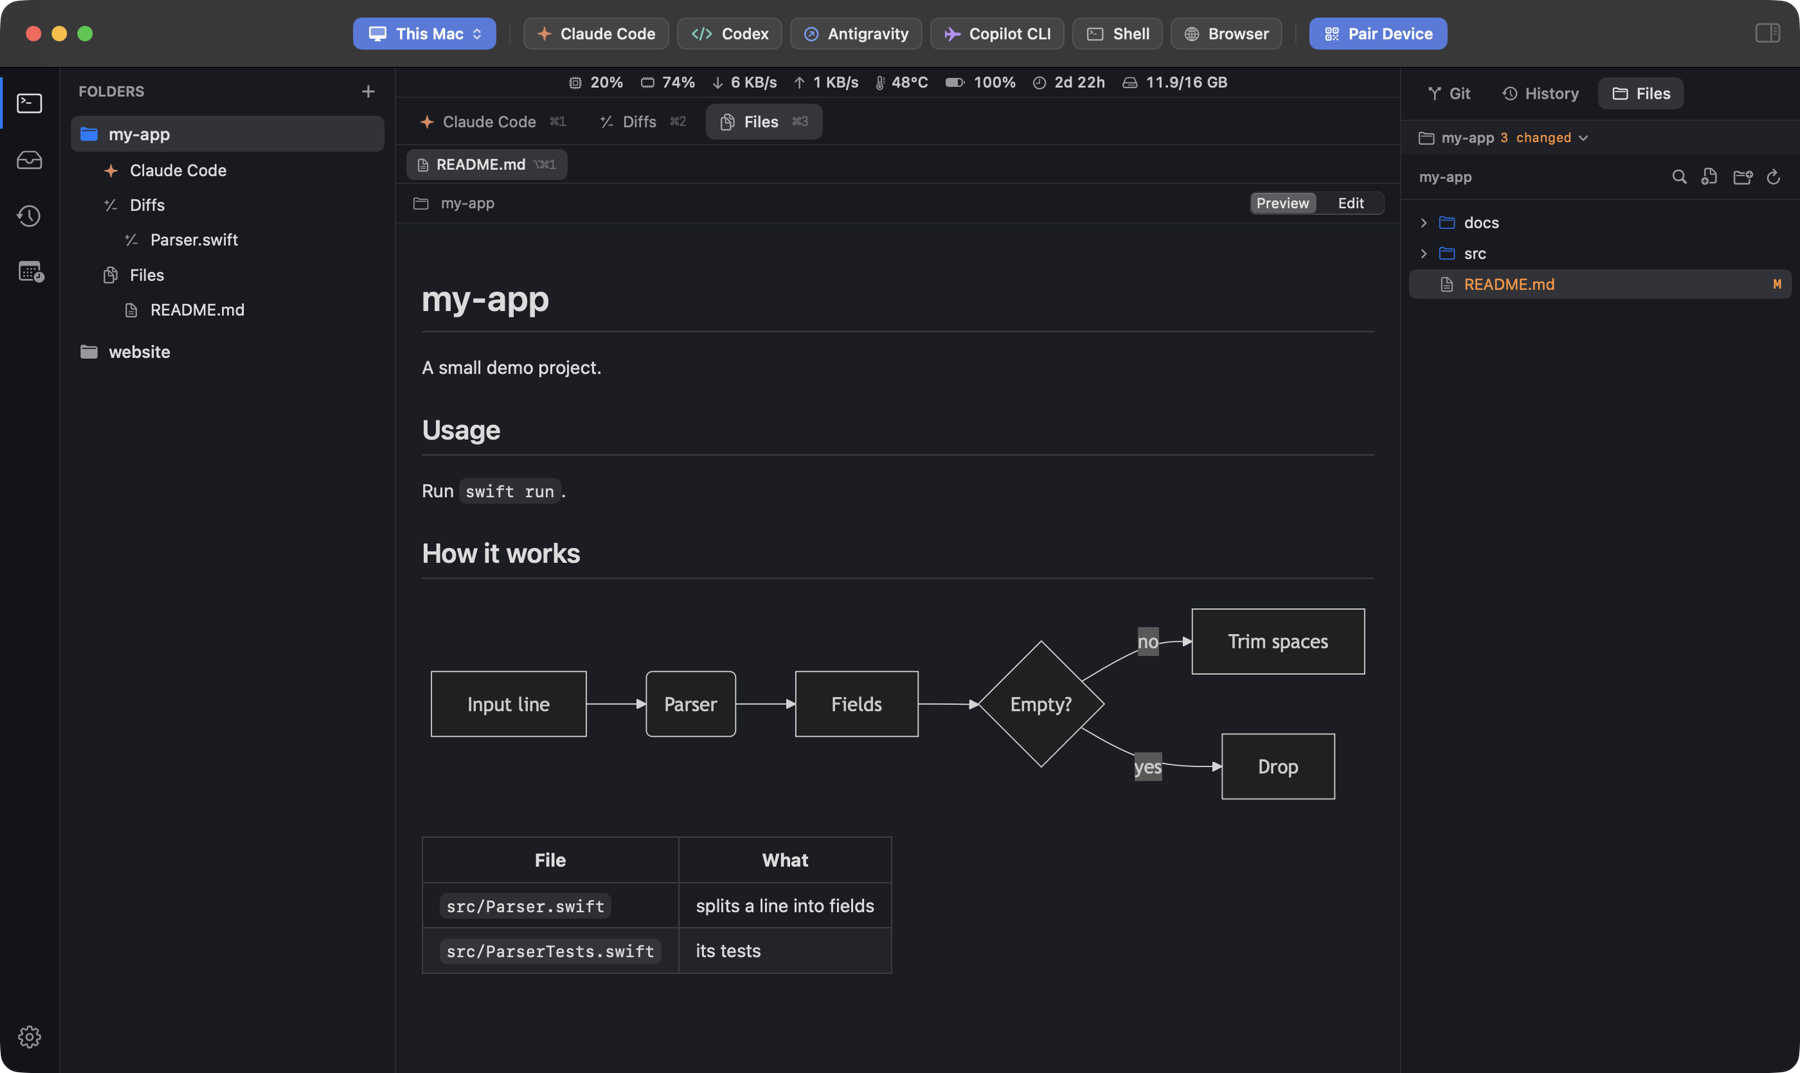 This Mac
Claude Code
Codex
Antigravity
Copilot CLI
Shell
Browser
Pair Device
FOLDERS
my-app
Claude Code
Diffs
Parser.swift
Files
README.md
website
20% 74% ↓ 6 KB/s ↑ 1 KB/s 48°C 100% 2d 22h 11.9/16 GB
Claude Code ⌘1 Diffs ⌘2 Files ⌘3
README.md ⌥⌘1
my-app
Preview Edit
my-app
A small demo project.
Usage
Run swift run.
How it works
Input line
Parser
Fields
Empty?
no
Trim spaces
yes
Drop
File What
src/Parser.swift splits a line into fields
src/ParserTests.swift its tests
Git History Files
my-app 3 changed
my-app
docs
src
README.md M